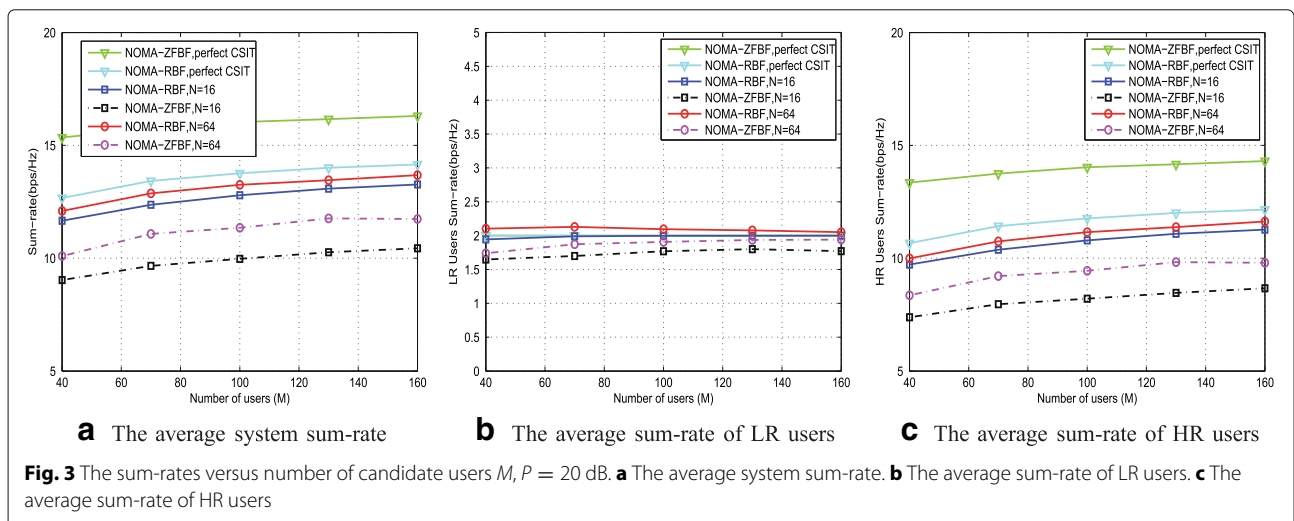 20
15
10
5
Sum-rate(bps/Hz)
NOMA-ZFBF,perfect CSIT
NOMA-RBF,perfect CSIT
NOMA-RBF,N=16
NOMA-ZFBF,N=16
NOMA-RBF,N=64
NOMA-ZFBF,N=64
40 60 80 100 120 140 160
Number of users (M)
a The average system sum-rate
5
4.5
4
3.5
3
2.5
2
1.5
1
0.5
0
LR Users Sum-rate(bps/Hz)
NOMA-ZFBF,perfect CSIT
NOMA-RBF,perfect CSIT
NOMA-RBF,N=16
NOMA-ZFBF,N=16
NOMA-RBF,N=64
NOMA-ZFBF,N=64
40 60 80 100 120 140 160
Number of users (M)
b The average sum-rate of LR users
20
15
10
5
HR Users Sum-rate(bps/Hz)
NOMA-ZFBF,perfect CSIT
NOMA-RBF,perfect CSIT
NOMA-RBF,N=16
NOMA-ZFBF,N=16
NOMA-RBF,N=64
NOMA-ZFBF,N=64
40 60 80 100 120 140 160
Number of users (M)
c The average sum-rate of HR users
Fig. 3 The sum-rates versus number of candidate users M, P = 20 dB. a The average system sum-rate. b The average sum-rate of LR users. c The
average sum-rate of HR users